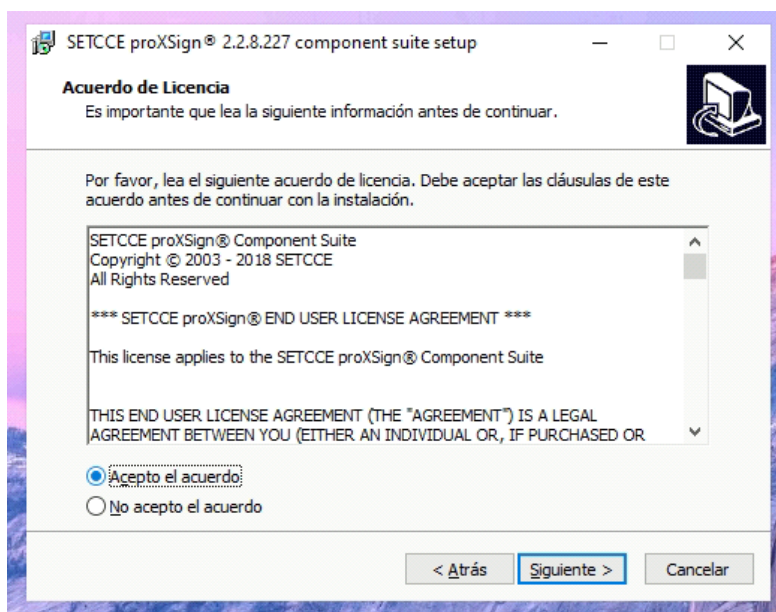 SETCCE proXSign® 2.2.8.227 component suite setup
Acuerdo de Licencia
Es importante que lea la siguiente información antes de continuar.
Por favor, lea el siguiente acuerdo de licencia. Debe aceptar las cláusulas de este
acuerdo antes de continuar con la instalación.
SETCCE proXSign® Component Suite
Copyright © 2003 - 2018 SETCCE
All Rights Reserved
*** SETCCE proXSign® END USER LICENSE AGREEMENT ***
This license applies to the SETCCE proXSign® Component Suite
THIS END USER LICENSE AGREEMENT (THE "AGREEMENT") IS A LEGAL
AGREEMENT BETWEEN YOU (EITHER AN INDIVIDUAL OR, IF PURCHASED OR
Acepto el acuerdo
No acepto el acuerdo
< Atrás Siguiente > Cancelar